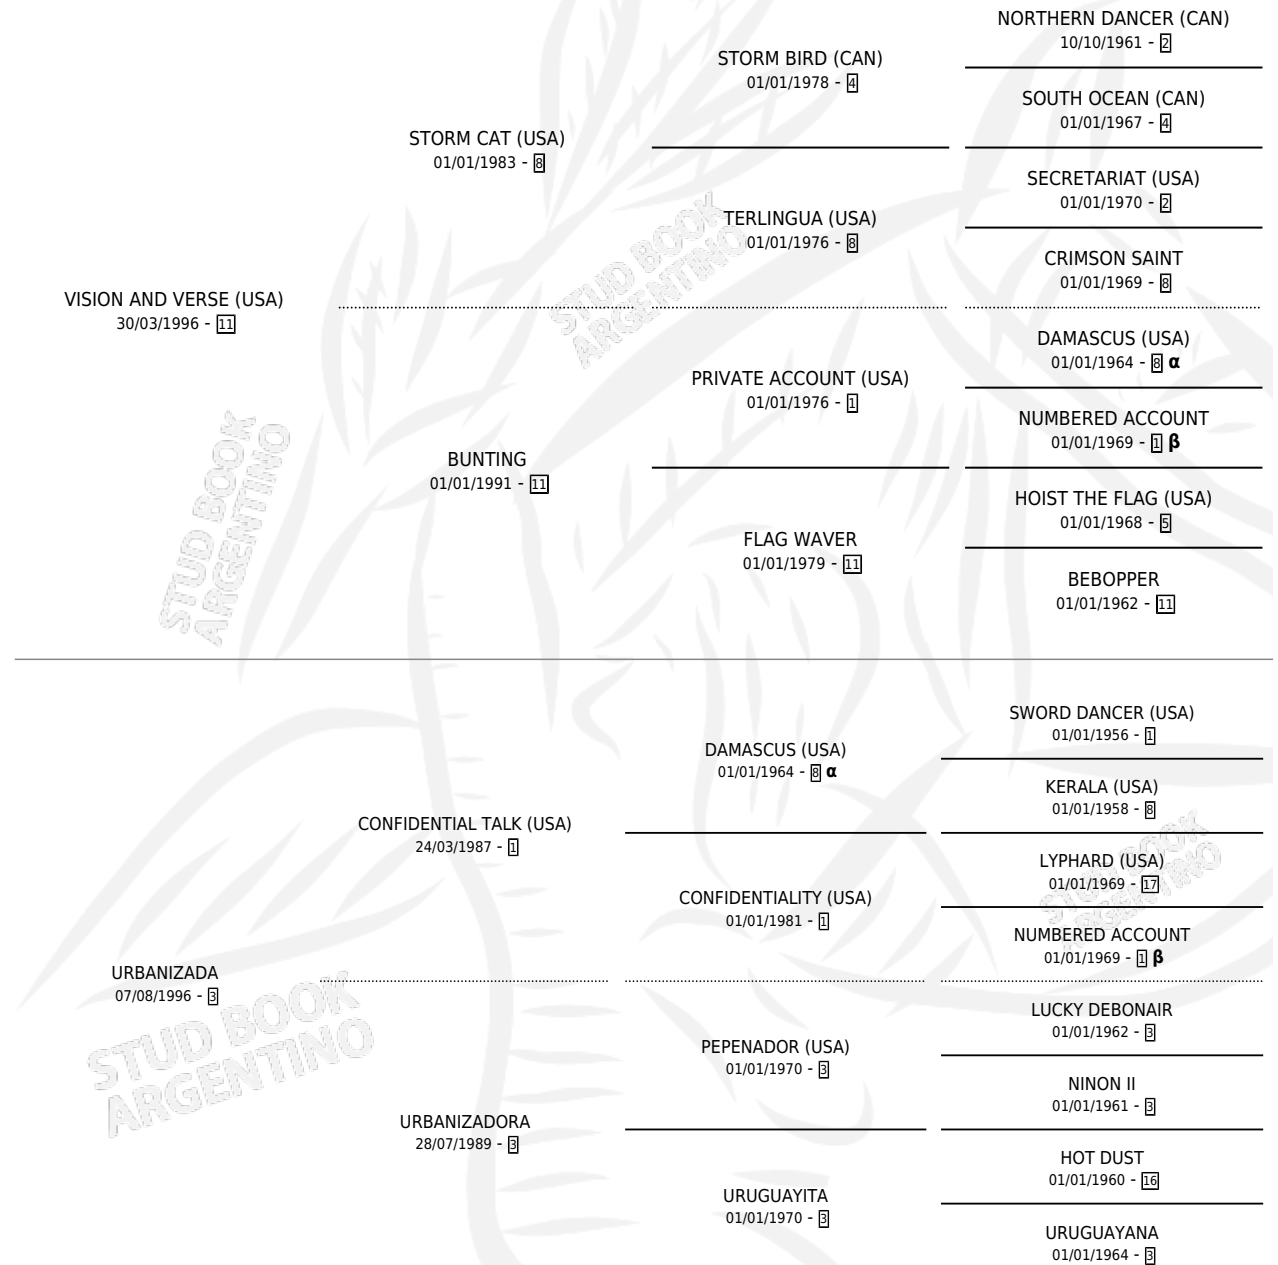 NORTHERN DANCER (CAN)
10/10/1961 - 2
STORM BIRD (CAN)
01/01/1978 - 4
SOUTH OCEAN (CAN)
01/01/1967 - 4
STORM CAT (USA)
01/01/1983 - 8
SECRETARIAT (USA)
01/01/1970 - 2
TERLINGUA (USA)
01/01/1976 - 8
CRIMSON SAINT
01/01/1969 - 8
VISION AND VERSE (USA)
30/03/1996 - 11
DAMASCUS (USA)
01/01/1964 - 8 α
PRIVATE ACCOUNT (USA)
01/01/1976 - 1
NUMBERED ACCOUNT
01/01/1969 - 1 β
BUNTING
01/01/1991 - 11
HOIST THE FLAG (USA)
01/01/1968 - 5
FLAG WAVER
01/01/1979 - 11
BEBOPPER
01/01/1962 - 11
SWORD DANCER (USA)
01/01/1956 - 1
DAMASCUS (USA)
01/01/1964 - 8 α
KERALA (USA)
01/01/1958 - 8
CONFIDENTIAL TALK (USA)
24/03/1987 - 1
LYPHARD (USA)
01/01/1969 - 17
CONFIDENTIALITY (USA)
01/01/1981 - 1
NUMBERED ACCOUNT
01/01/1969 - 1 β
URBANIZADA
07/08/1996 - 3
LUCKY DEBONAIR
01/01/1962 - 3
PEPENADOR (USA)
01/01/1970 - 3
NINON II
01/01/1961 - 3
URBANIZADORA
28/07/1989 - 3
HOT DUST
01/01/1960 - 16
URUGUAYITA
01/01/1970 - 3
URUGUAYANA
01/01/1964 - 3
STUD BOOK
ARGENTINO
STUD BOOK
ARGENTINO
STUD BOOK
ARGENTINO
STUD BOOK
ARGENTINO